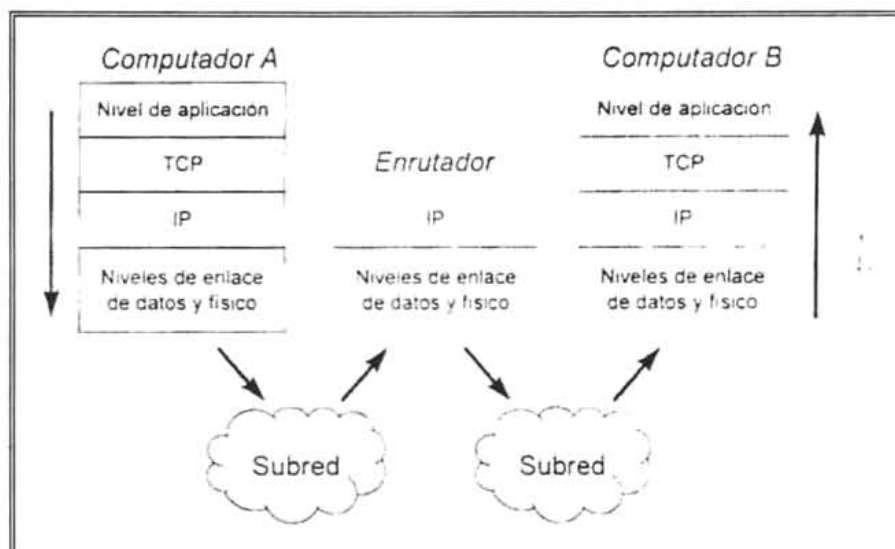 Computador A
Nivel de aplicación
TCP
IP
Niveles de enlace
de datos y físico
Enrutador
IP
Niveles de enlace
de datos y físico
Computador B
Nivel de aplicación
TCP
IP
Niveles de enlace
de datos y físico
Subred
Subred